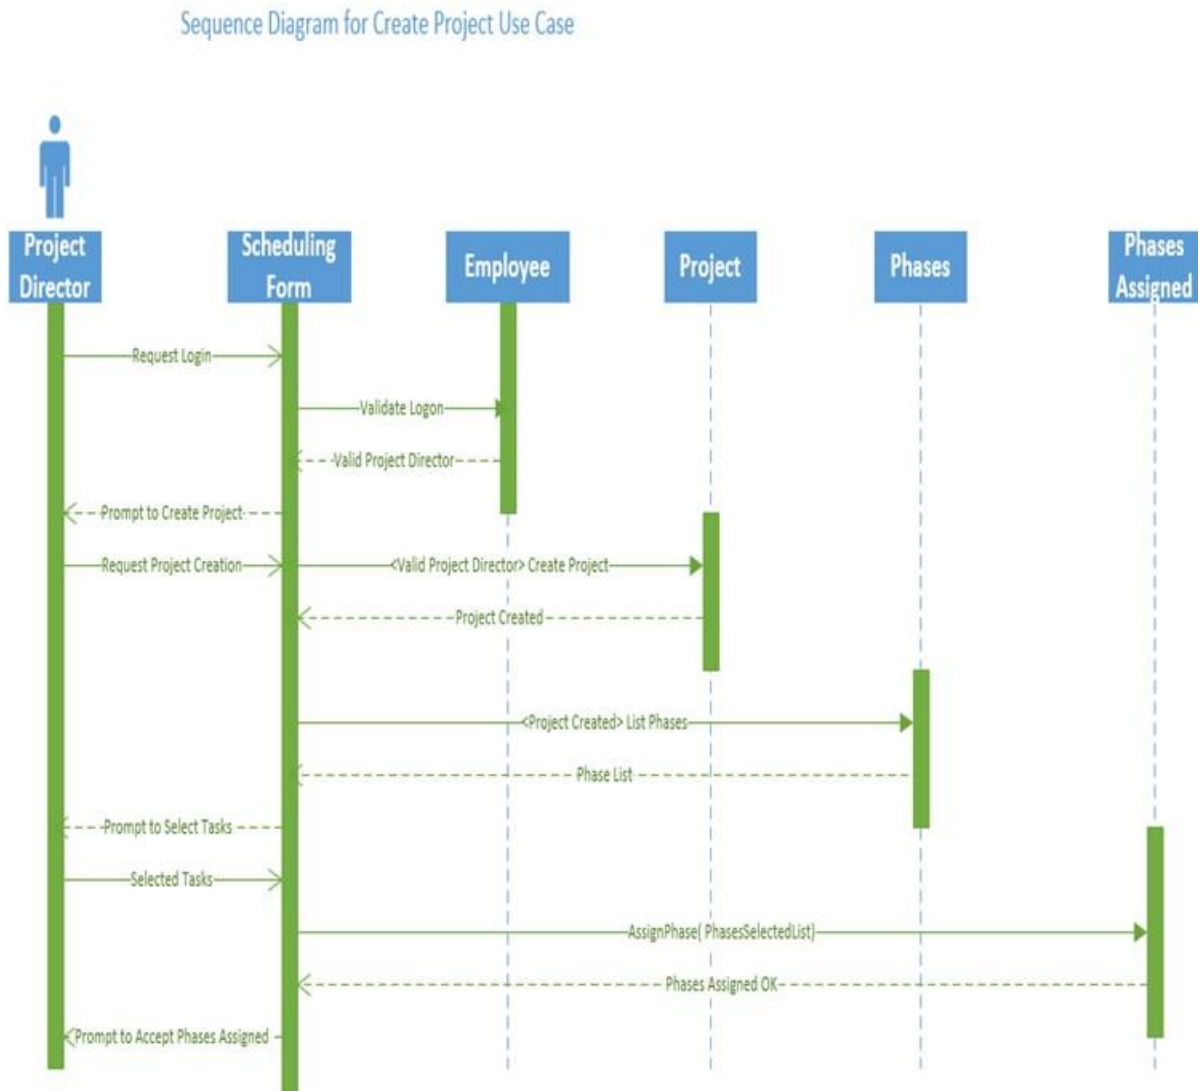 Sequence Diagram for Create Project Use Case
Project
Director
Scheduling
Form
Employee
Project
Phases
Phases
Assigned
Request Login
Validate Logon
Valid Project Director
Prompt to Create Project
Request Project Creation
<Valid Project Director> Create Project
Project Created
<Project Created> List Phases
Phase List
Prompt to Select Tasks
Selected Tasks
AssignPhase( PhasesSelectedList)
Phases Assigned OK
Prompt to Accept Phases Assigned